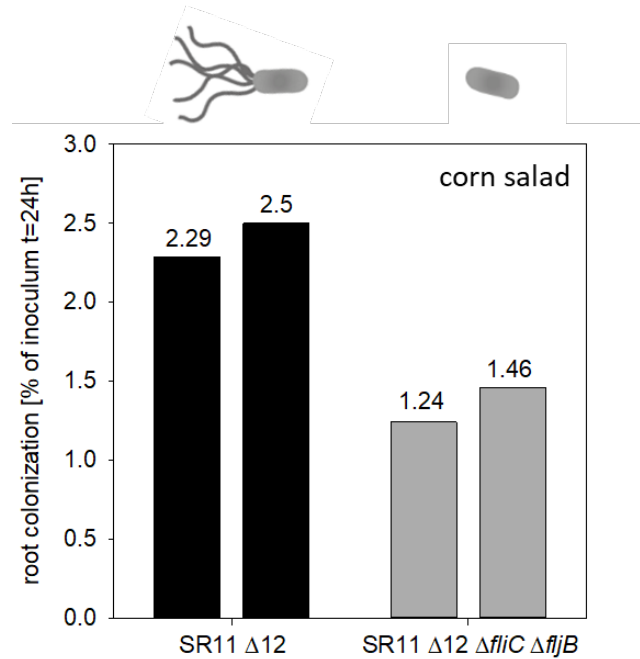 3.0
corn salad
2.5
2.29
2.5
2.0
1.5
1.24
1.46
1.0
0.5
0.0
root colonization [% of inoculum t=24h]
SR11 Δ12
SR11 Δ12 ΔfliC ΔfljB